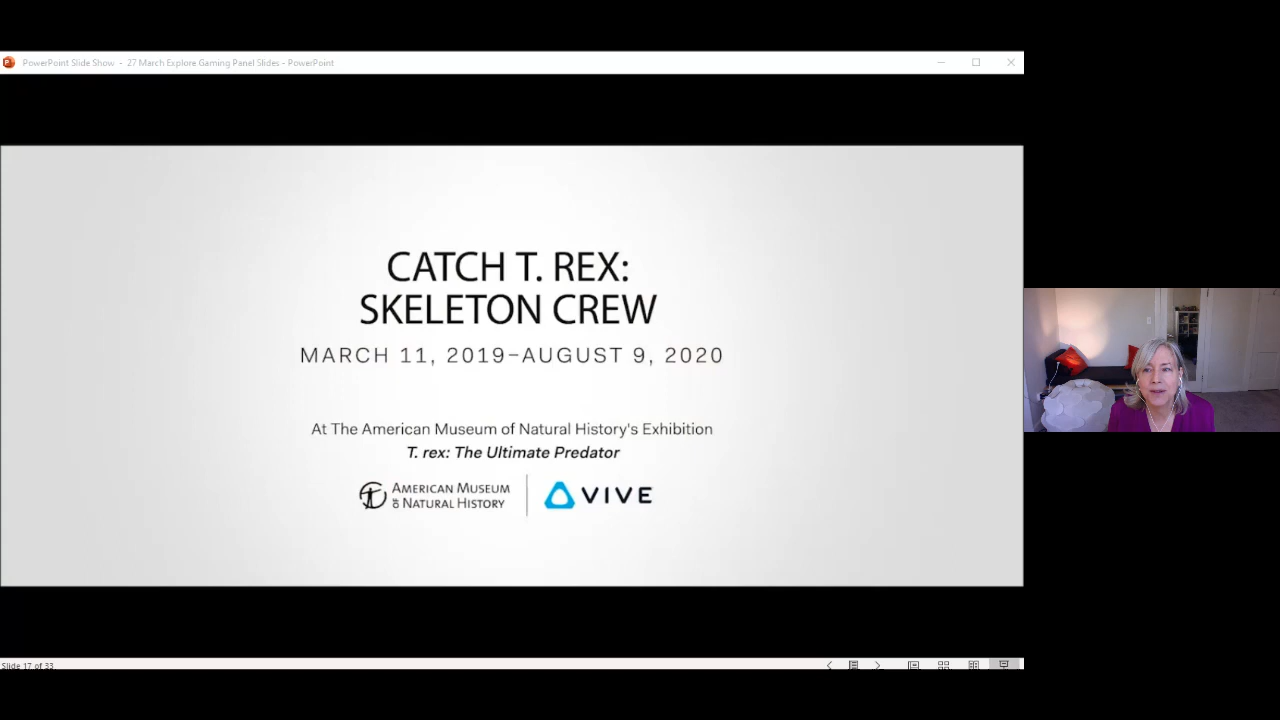 PowerPoint Slide Show - 27 March Explore Gaming Panel Slides - PowerPoint
CATCH T. REX:
SKELETON CREW
MARCH 11, 2019–AUGUST 9, 2020
At The American Museum of Natural History's Exhibition
T. rex: The Ultimate Predator
AMERICAN MUSEUM
OF NATURAL HISTORY
VIVE
Slide 17 of 33